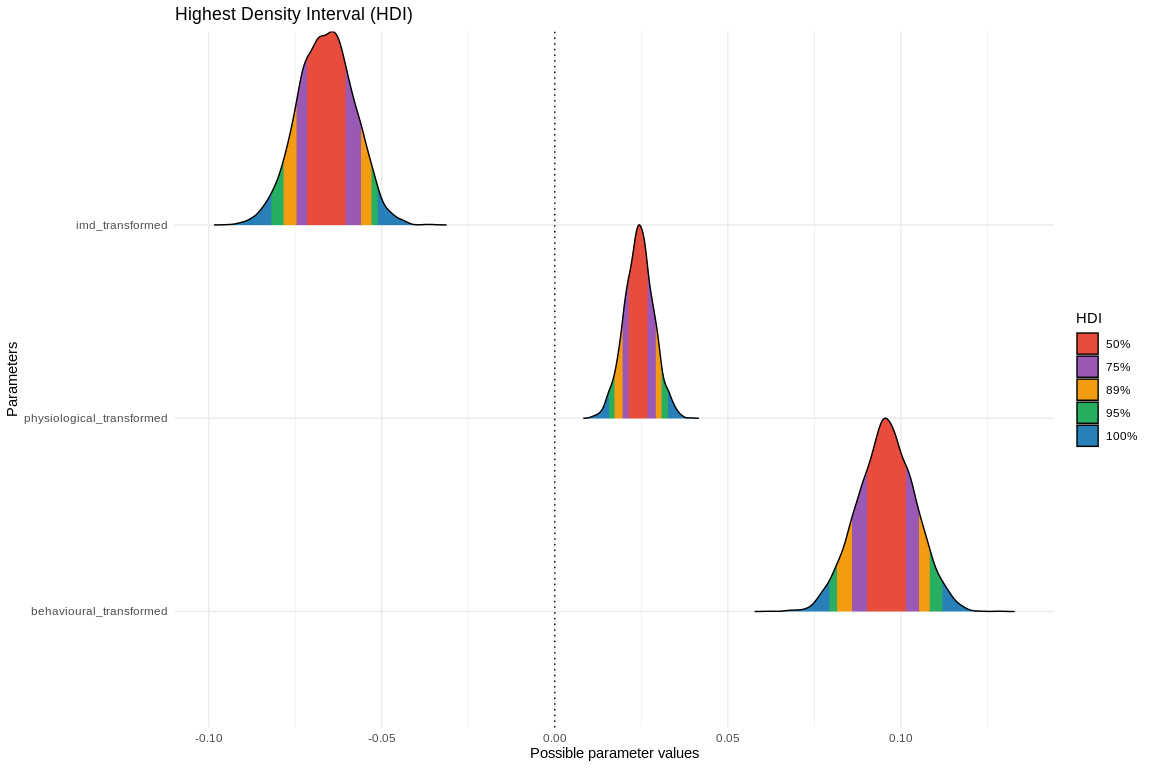 Highest Density Interval (HDI)
Parameters
imd_transformed
physiological_transformed
behavioural_transformed
-0.10
-0.05
0.00
0.05
0.10
Possible parameter values
HDI
50%
75%
89%
95%
100%